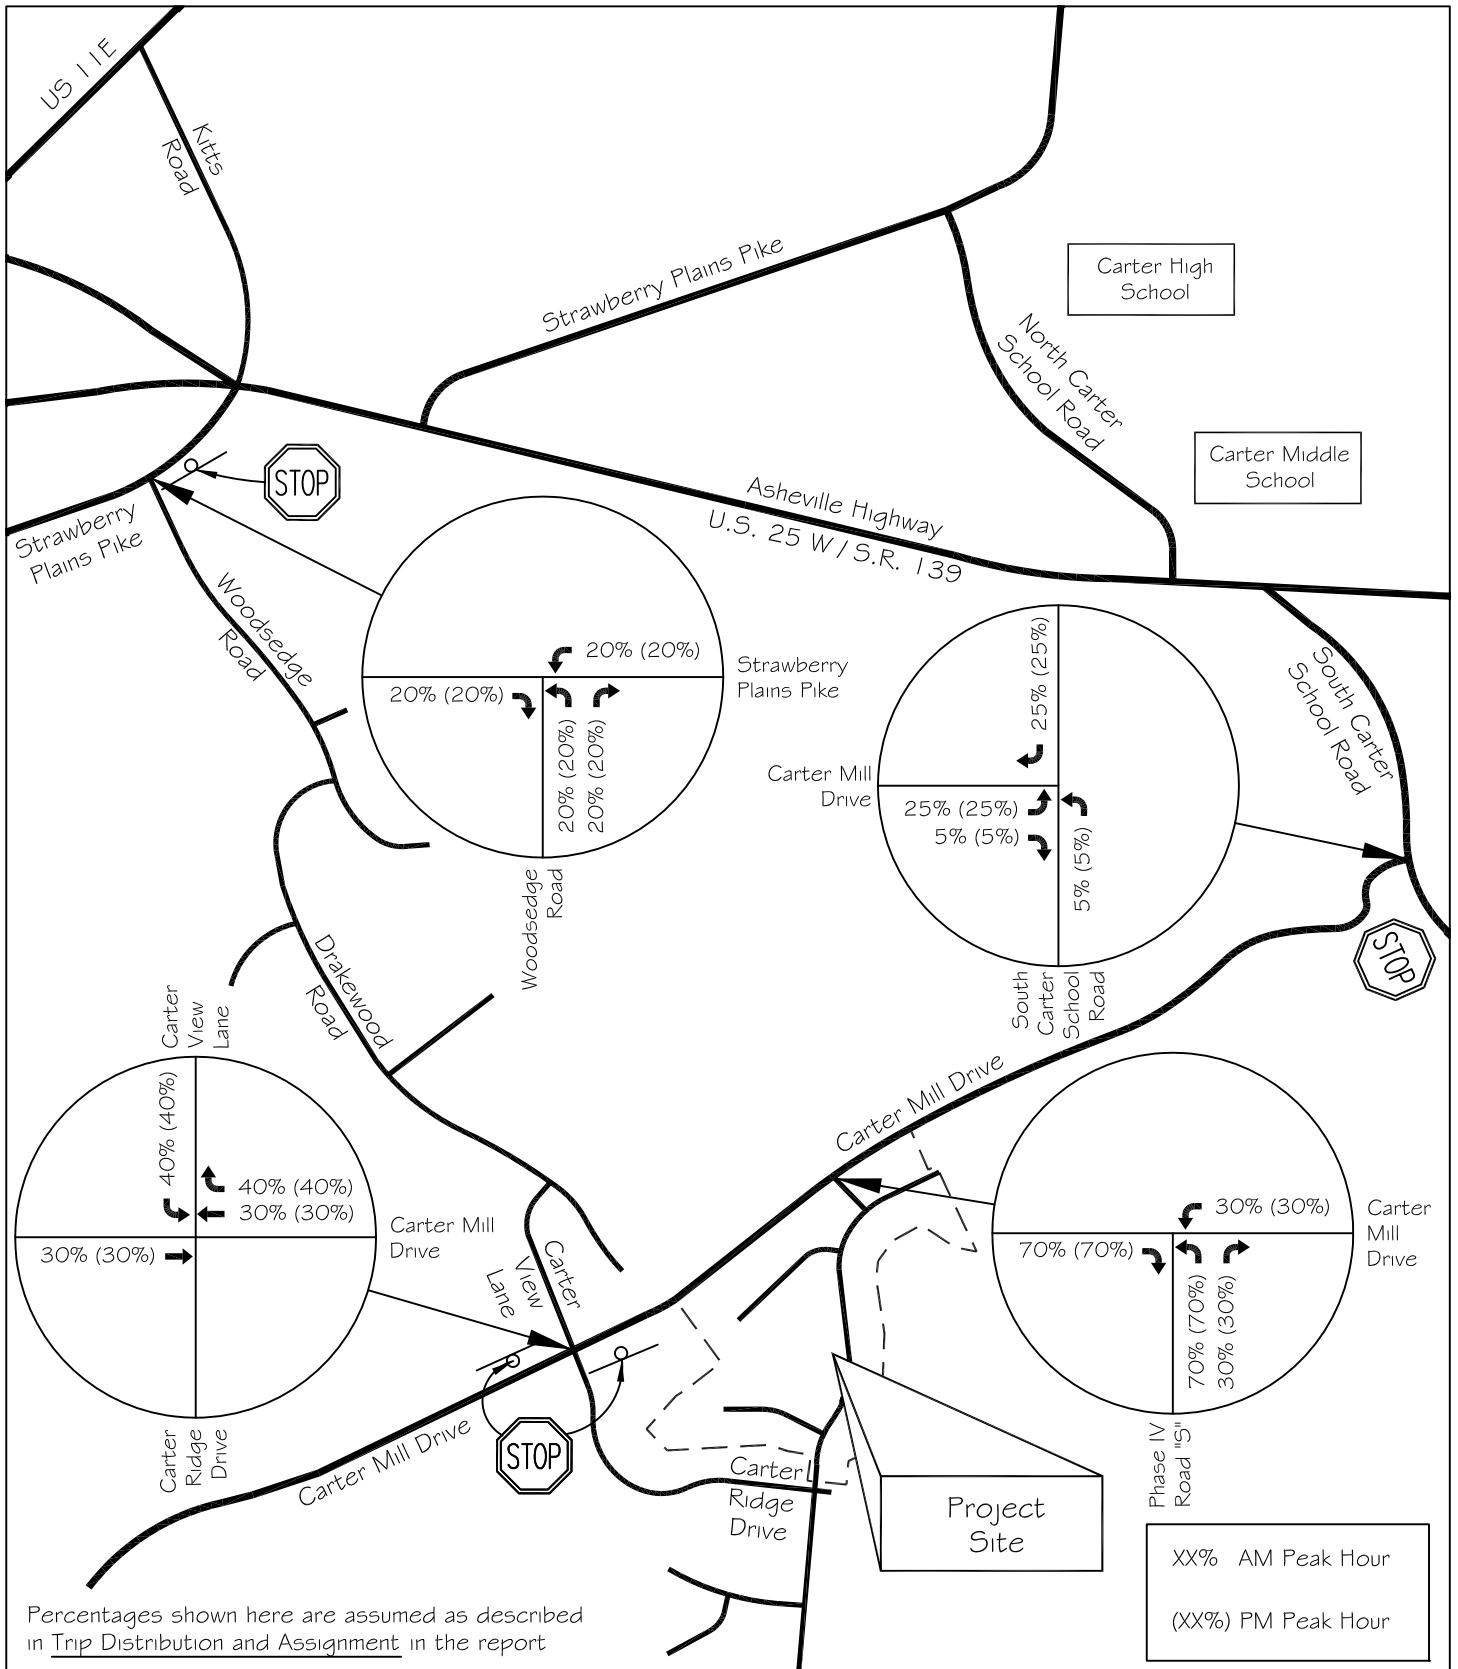 US 11E
Kitts
Road
Strawberry Plains Pike
Carter High
School
North Carter
School Road
Carter Middle
School
STOP
Strawberry
Plains Pike
Asheville Highway
U.S. 25 W / S.R. 139
Woodsedge
Road
20% (20%)
20% (20%)
20% (20%)
20% (20%)
Strawberry
Plains Pike
Woodsedge
Road
25% (25%)
Carter Mill
Drive
25% (25%)
5% (5%)
5% (5%)
South
Carter
School
Road
South Carter
School Road
STOP
Drakewood
Road
Carter
View
Lane
40% (40%)
40% (40%)
30% (30%)
30% (30%)
Carter Mill
Drive
Carter
Ridge
Drive
Carter Mill Drive
Carter
View
Lane
30% (30%)
70% (70%)
70% (70%)
30% (30%)
Carter
Mill
Drive
Phase IV
Road "S"
Carter Mill Drive
STOP
Carter
Ridge
Drive
Project
Site
XX% AM Peak Hour
(XX%) PM Peak Hour
Percentages shown here are assumed as described
in Trip Distribution and Assignment in the report